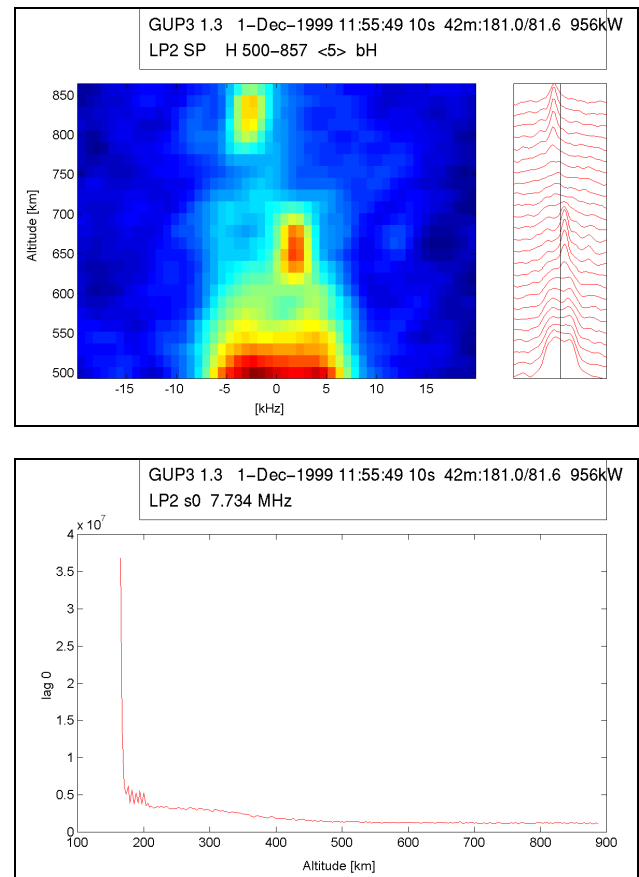 GUP3 1.3 1-Dec-1999 11:55:49 10s 42m:181.0/81.6 956kW
LP2 SP H 500-857 <5> bH
850
800
750
700
650
600
550
500
Altitude [km]
-15 -10 -5 0 5 10 15
[kHz]
GUP3 1.3 1-Dec-1999 11:55:49 10s 42m:181.0/81.6 956kW
LP2 s0 7.734 MHz
4 x 10^7
3.5
3
2.5
2
1.5
1
0.5
0
lag 0
100 200 300 400 500 600 700 800 900
Altitude [km]